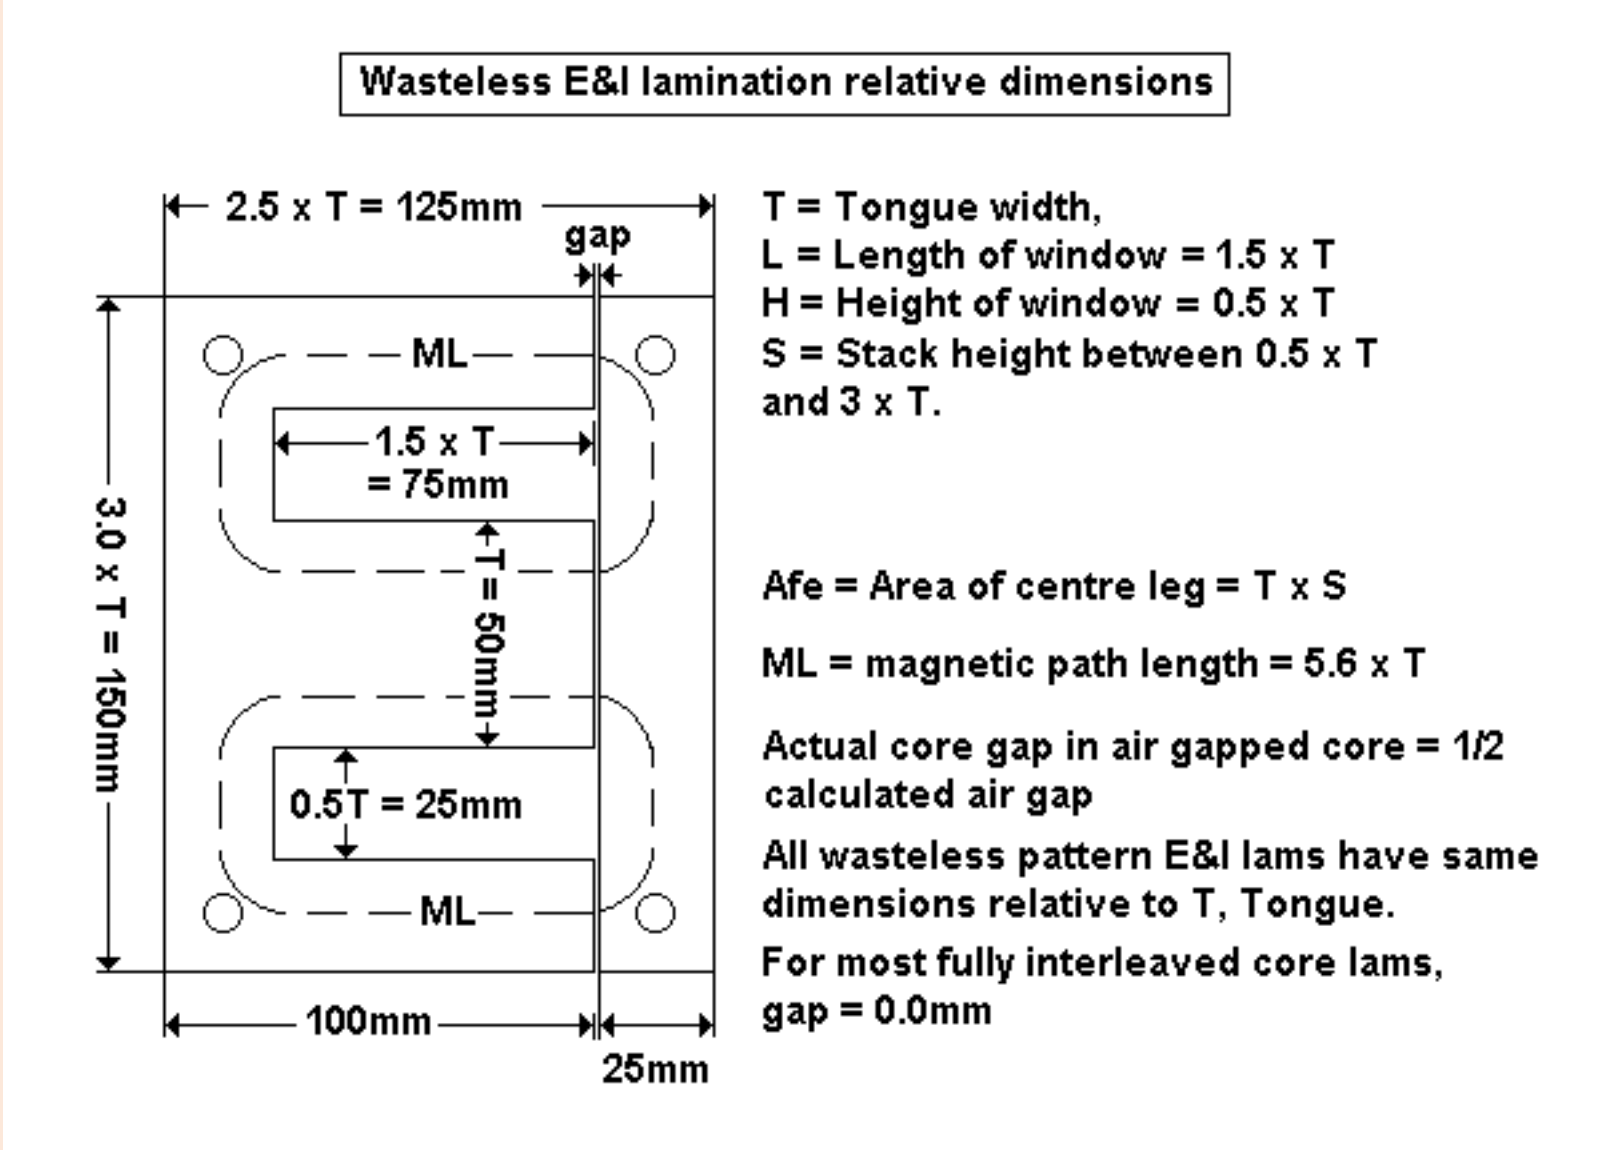 Wasteless E&I lamination relative dimensions
2.5 x T = 125mm
gap
ML
1.5 x T
= 75mm
T = 50mm
3.0 x T = 150mm
0.5T = 25mm
ML
100mm
25mm
T = Tongue width,
L = Length of window = 1.5 x T
H = Height of window = 0.5 x T
S = Stack height between 0.5 x T
and 3 x T.
Afe = Area of centre leg = T x S
ML = magnetic path length = 5.6 x T
Actual core gap in air gapped core = 1/2
calculated air gap
All wasteless pattern E&I lams have same
dimensions relative to T, Tongue.
For most fully interleaved core lams,
gap = 0.0mm